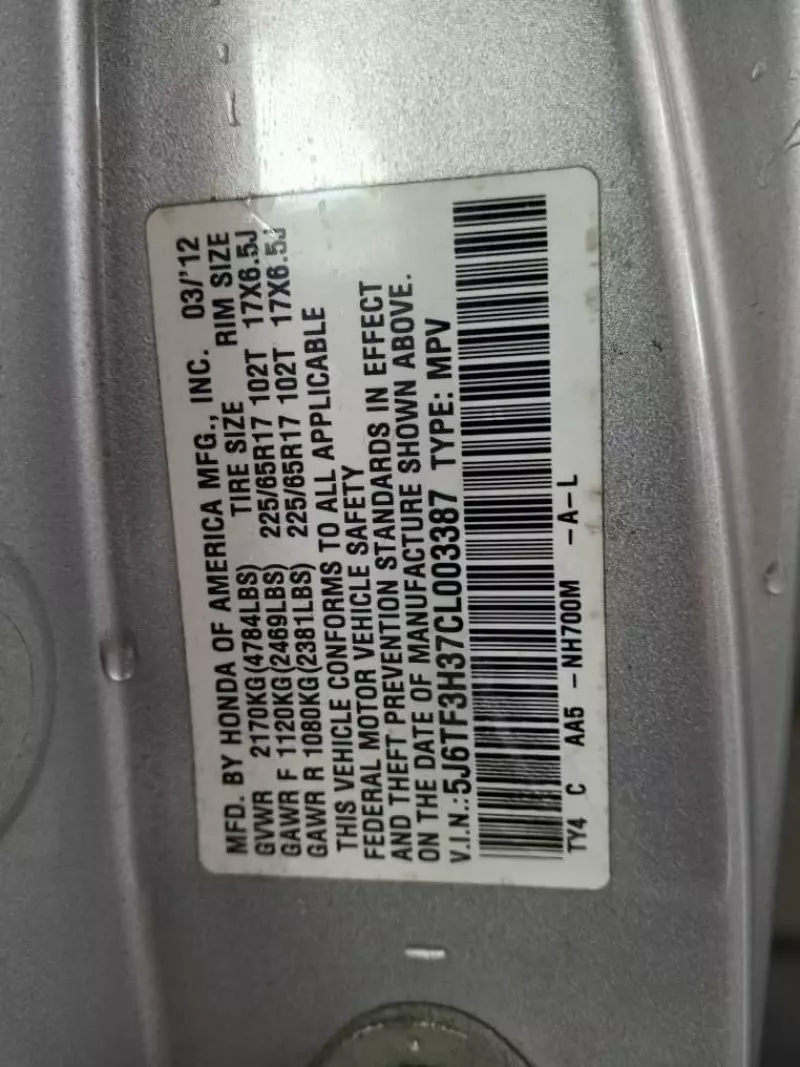 MFD. BY HONDA OF AMERICA MFG., INC. 03/'12
TIRE SIZE RIM SIZE
GVWR 2170KG(4784LBS)
GAWR F 1120KG(2469LBS) 225/65R17 102T 17X6.5J
GAWR R 1080KG(2381LBS) 225/65R17 102T 17X6.5J
THIS VEHICLE CONFORMS TO ALL APPLICABLE
FEDERAL MOTOR VEHICLE SAFETY
AND THEFT PREVENTION STANDARDS IN EFFECT
ON THE DATE OF MANUFACTURE SHOWN ABOVE.
V.I.N.:5J6TF3H37CL003387 TYPE: MPV
TY4 C AA5 -NH700M -A-L